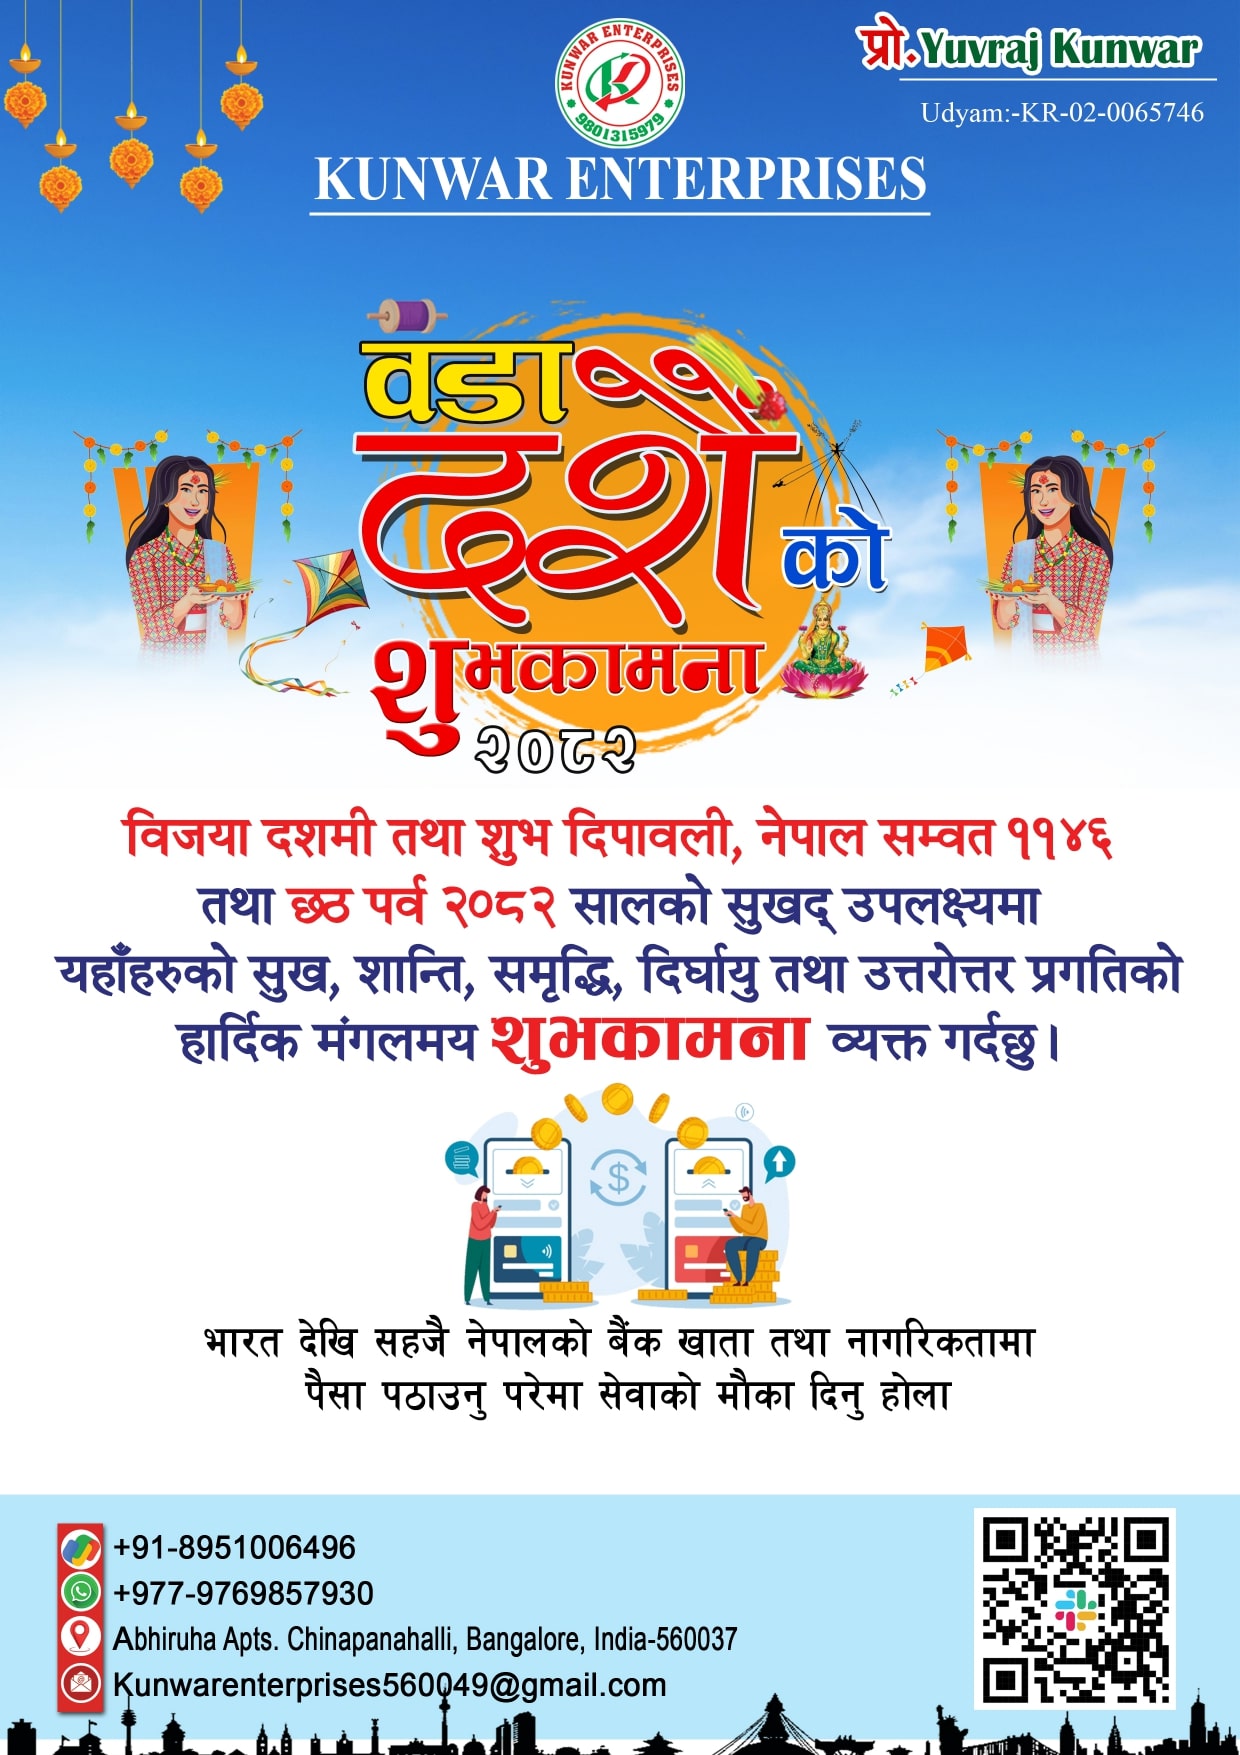 KUNWAR ENTERPRISES
9801315979
प्रो. Yuvraj Kunwar
Udyam:-KR-02-0065746
KUNWAR ENTERPRISES
वडा
दशैं
को
शुभकामना
२०८२
विजया दशमी तथा शुभ दिपावली, नेपाल सम्वत ११४६
तथा छठ पर्व २०८२ सालको सुखद् उपलक्ष्यमा
यहाँहरुको सुख, शान्ति, समृद्धि, दिर्घायु तथा उत्तरोत्तर प्रगतिको
हार्दिक मंगलमय शुभकामना व्यक्त गर्दछु।
भारत देखि सहजै नेपालको बैंक खाता तथा नागरिकतामा
पैसा पठाउनु परेमा सेवाको मौका दिनु होला
+91-8951006496
+977-9769857930
Abhiruha Apts. Chinapanahalli, Bangalore, India-560037
Kunwarenterprises560049@gmail.com